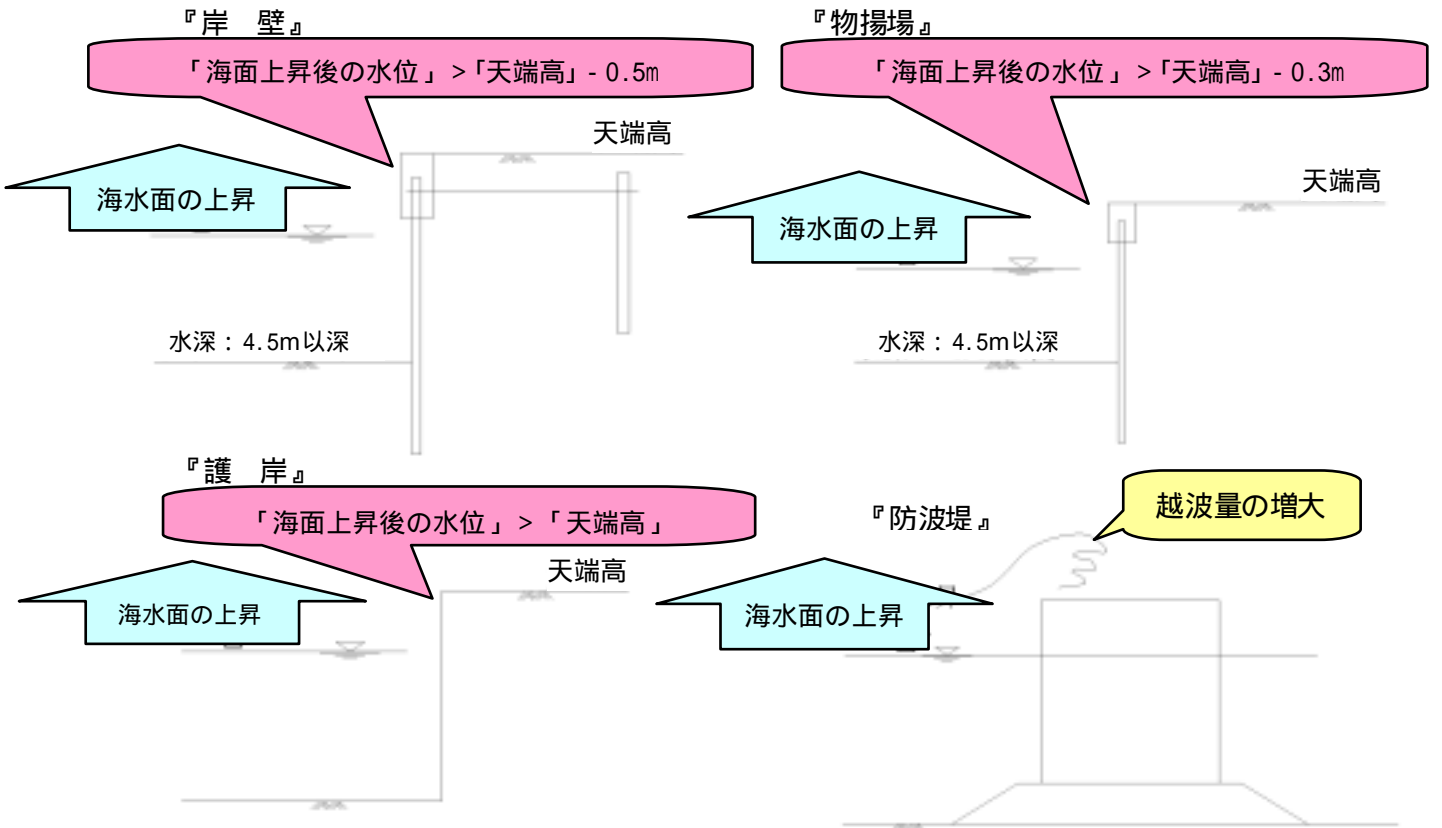 『岸　壁』
「海面上昇後の水位」>「天端高」- 0.5m
天端高
海水面の上昇
水深：4.5m以深
『物揚場』
「海面上昇後の水位」>「天端高」- 0.3m
天端高
海水面の上昇
水深：4.5m以深
『護　岸』
「海面上昇後の水位」>「天端高」
天端高
海水面の上昇
『防波堤』
越波量の増大
海水面の上昇